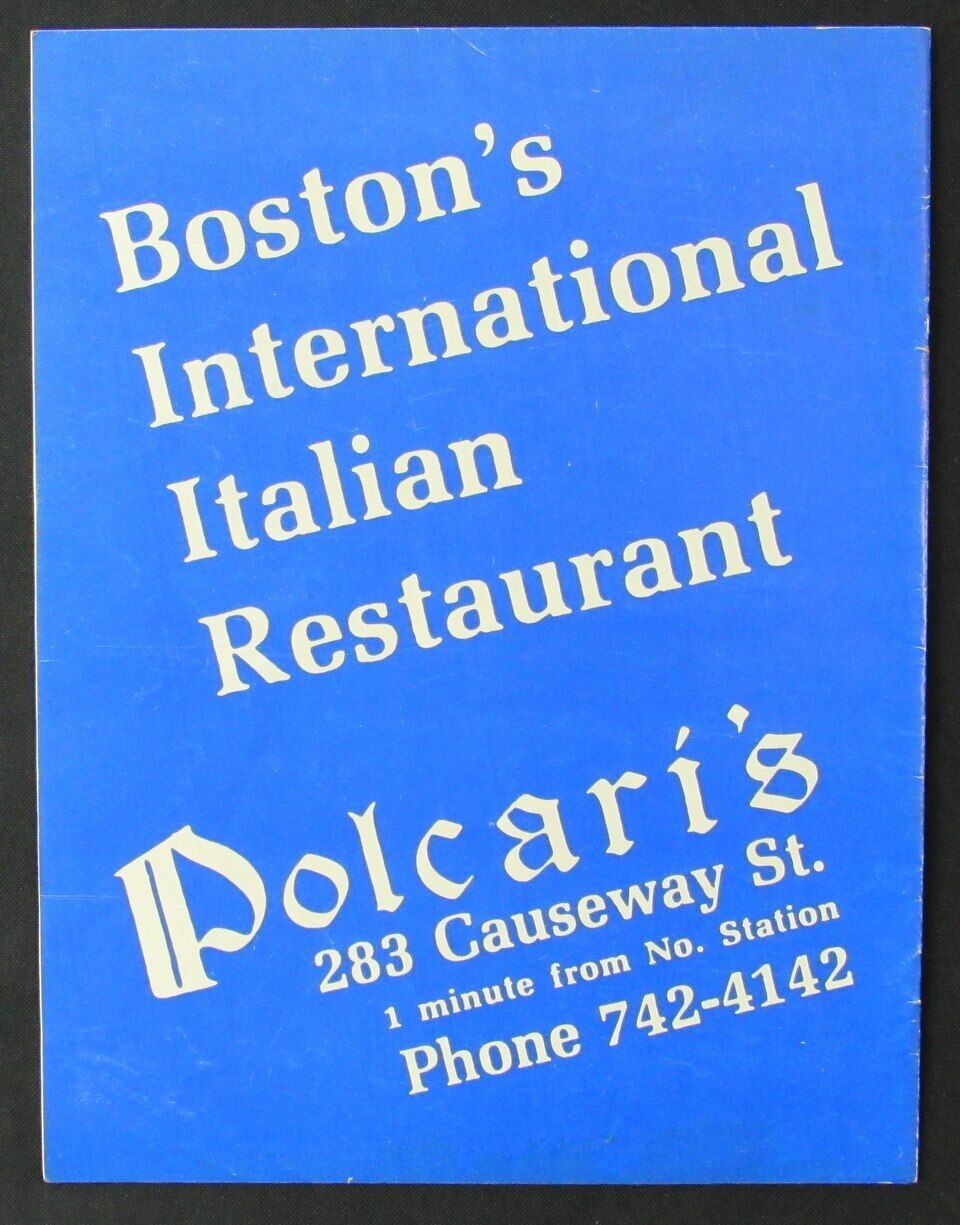 Boston's
International
Italian
Restaurant
Polcari's
283 Causeway St.
1 minute from No. Station
Phone 742-4142